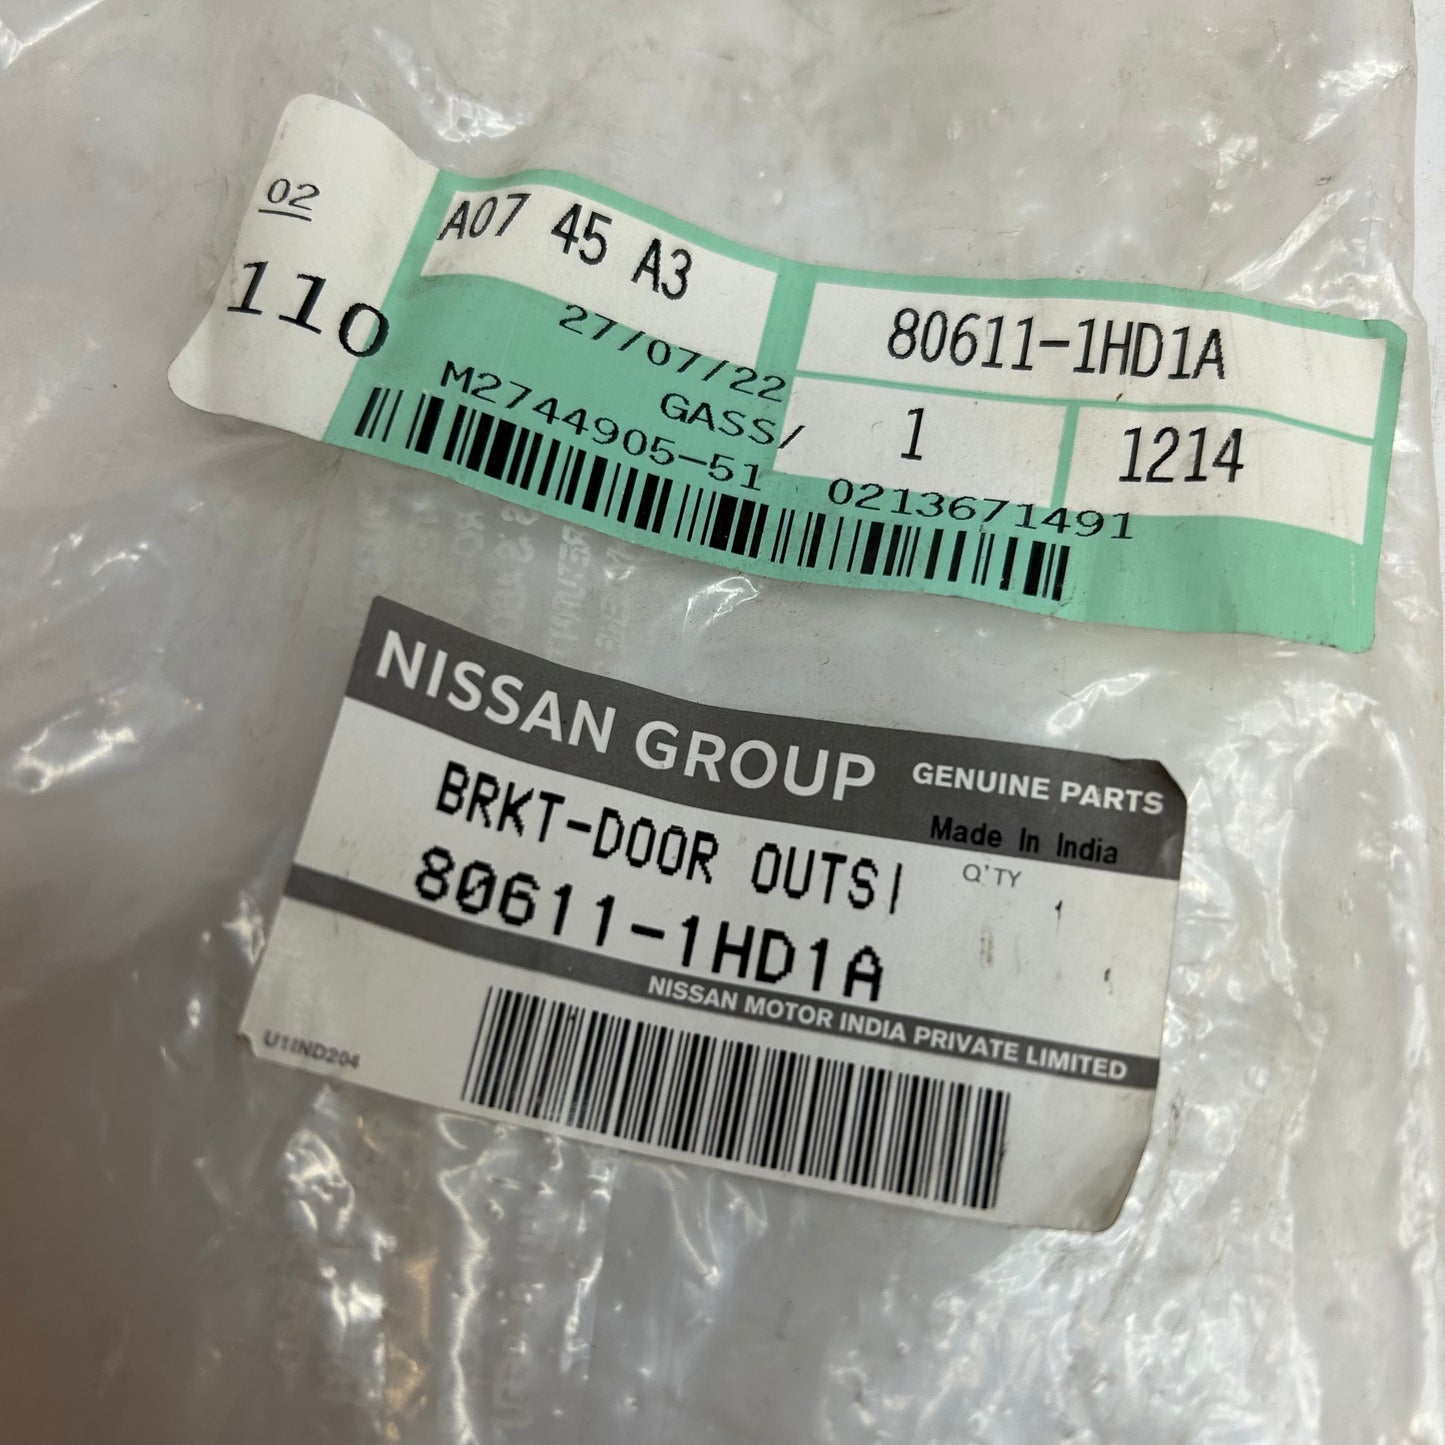 02
110
A07 45 A3
27/07/22
GASS/
M2744905-51
80611-1HD1A
1
1214
0213671491
NISSAN GROUP GENUINE PARTS
Made In India
BRKT-DOOR OUTSI
Q'TY 1
80611-1HD1A
NISSAN MOTOR INDIA PRIVATE LIMITED
U1IND204